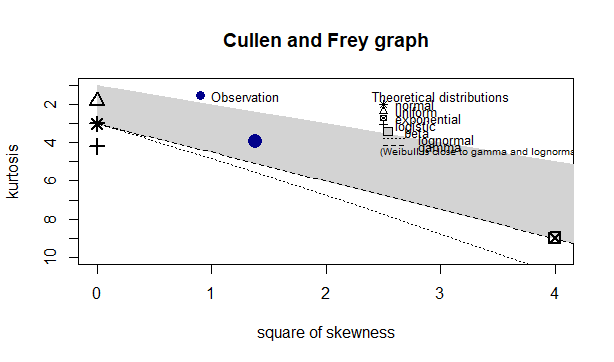 Cullen and Frey graph
Observation
Theoretical distributions
normal
uniform
exponential
logistic
beta
lognormal
gamma
(Weibull is close to gamma and lognorma
kurtosis
2
4
6
8
10
0
1
2
3
4
square of skewness